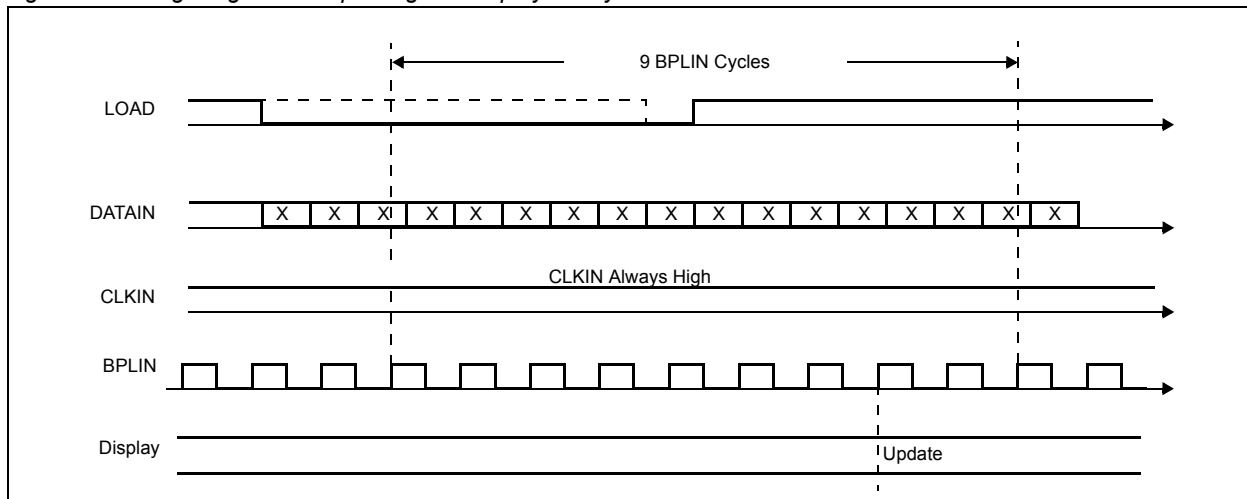 9 BPLIN Cycles
LOAD
DATAIN X X X X X X X X X X X X X X X X X
CLKIN Always High
CLKIN
BPLIN
Display
Update